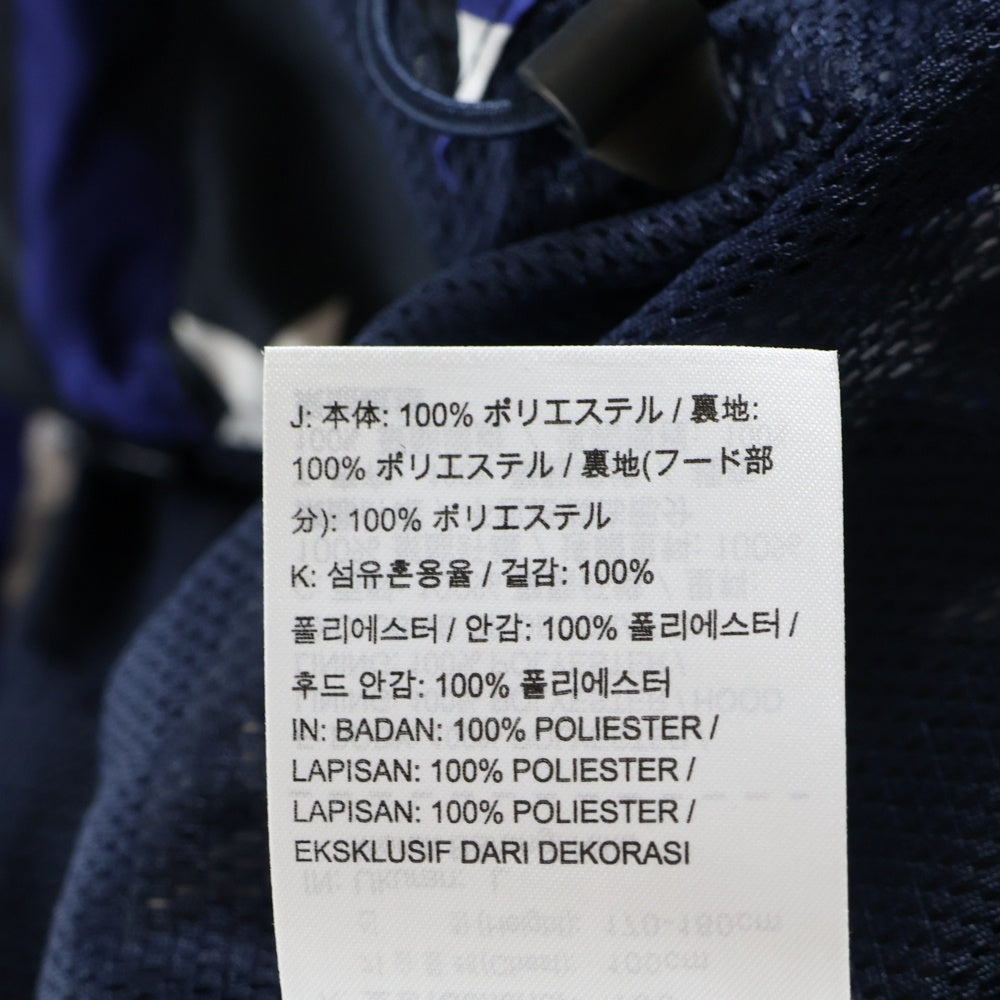 J: 本体: 100% ポリエステル / 裏地:
100% ポリエステル / 裏地(フード部
分): 100% ポリエステル
K: 섬유혼용율 / 겉감: 100%
폴리에스터 / 안감: 100% 폴리에스터 /
후드 안감: 100% 폴리에스터
IN: BADAN: 100% POLIESTER /
LAPISAN: 100% POLIESTER /
LAPISAN: 100% POLIESTER /
EKSKLUSIF DARI DEKORASI